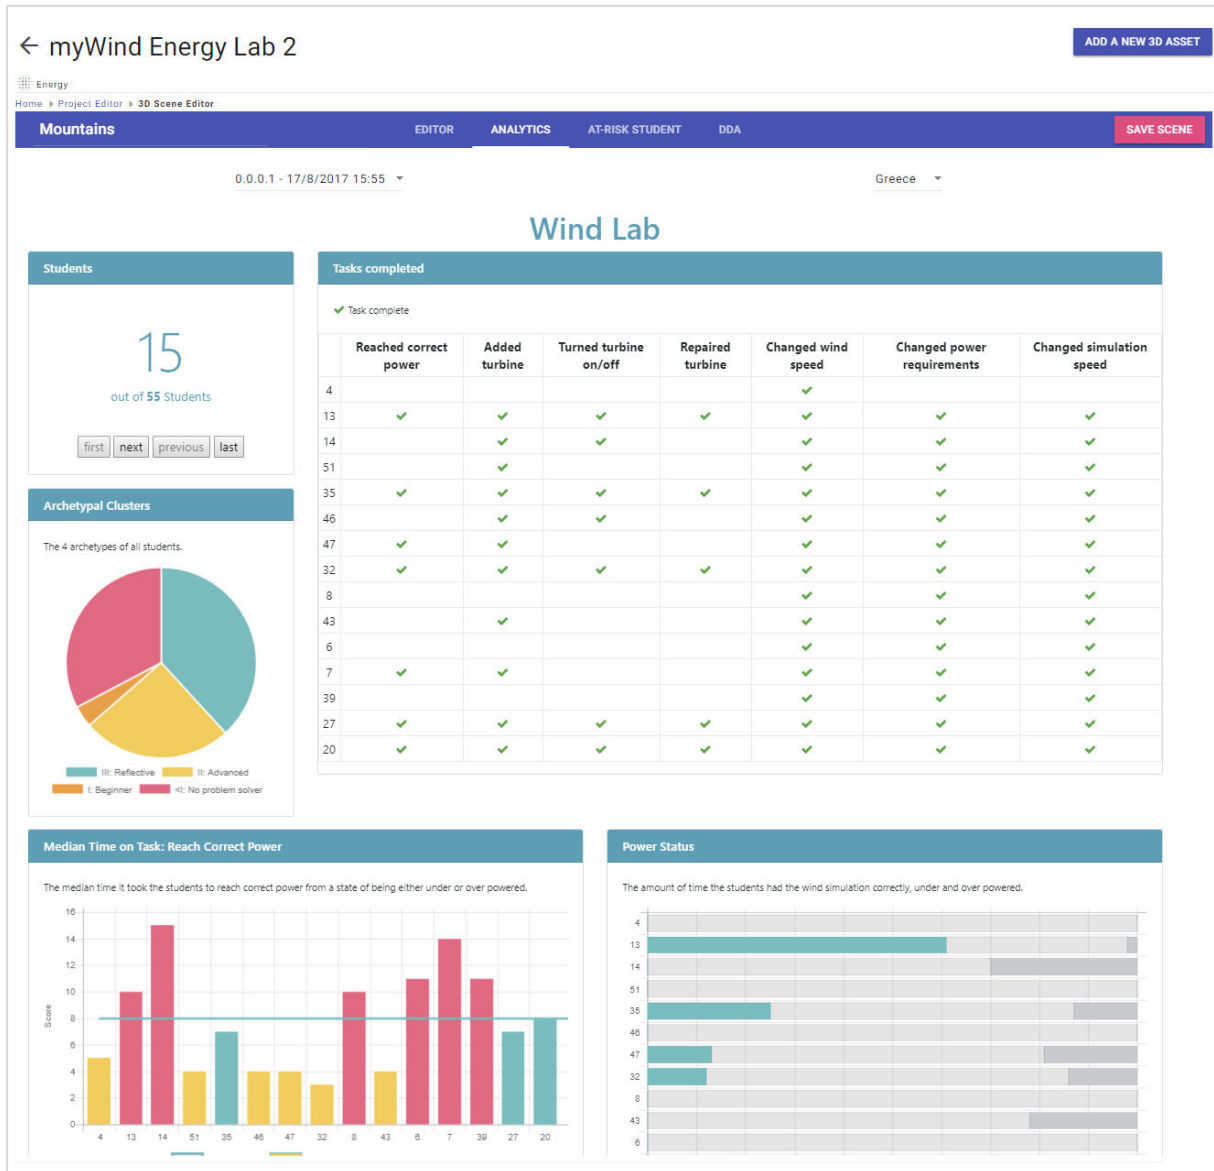 ← myWind Energy Lab 2
ADD A NEW 3D ASSET
Energy
Home ▸ Project Editor ▸ 3D Scene Editor
Mountains EDITOR ANALYTICS AT-RISK STUDENT DDA SAVE SCENE
0.0.0.1 - 17/8/2017 15:55
Greece
Wind Lab
Students
15
out of 55 Students
first next previous last
Archetypal Clusters
The 4 archetypes of all students.
III: Reflective II: Advanced
I: Beginner <I: No problem solver
Tasks completed
✔ Task complete
Reached correct power Added turbine Turned turbine on/off Repaired turbine Changed wind speed Changed power requirements Changed simulation speed
4 ✔
13 ✔ ✔ ✔ ✔ ✔ ✔ ✔
14 ✔ ✔ ✔ ✔ ✔
51 ✔ ✔ ✔ ✔
35 ✔ ✔ ✔ ✔ ✔ ✔ ✔
46 ✔ ✔ ✔ ✔ ✔
47 ✔ ✔ ✔ ✔ ✔
32 ✔ ✔ ✔ ✔ ✔ ✔ ✔
8 ✔ ✔ ✔
43 ✔ ✔ ✔ ✔
6 ✔ ✔ ✔
7 ✔ ✔ ✔ ✔ ✔
39 ✔ ✔ ✔
27 ✔ ✔ ✔ ✔ ✔ ✔ ✔
20 ✔ ✔ ✔ ✔ ✔ ✔ ✔
Median Time on Task: Reach Correct Power
The median time it took the students to reach correct power from a state of being either under or over powered.
16
14
12
10
8
6
4
2
0
Score
4 13 14 51 35 46 47 32 8 43 6 7 39 27 20
Power Status
The amount of time the students had the wind simulation correctly, under and over powered.
4
13
14
51
35
46
47
32
8
43
6